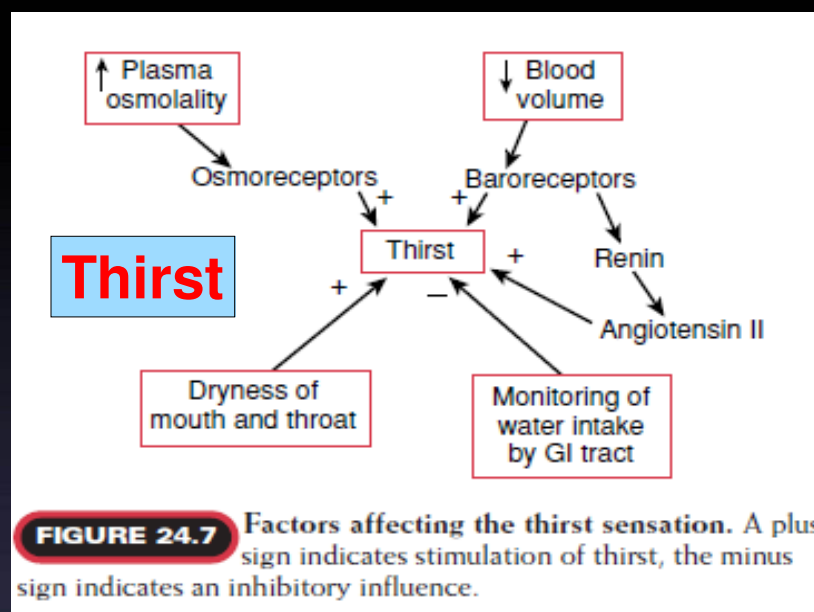 ↑ Plasma
osmolality
↓ Blood
volume
Osmoreceptors
Baroreceptors
+
+
Thirst
Thirst
+
Renin
+
–
Angiotensin II
Dryness of
mouth and throat
Monitoring of
water intake
by GI tract
FIGURE 24.7 Factors affecting the thirst sensation. A plus
sign indicates stimulation of thirst, the minus
sign indicates an inhibitory influence.